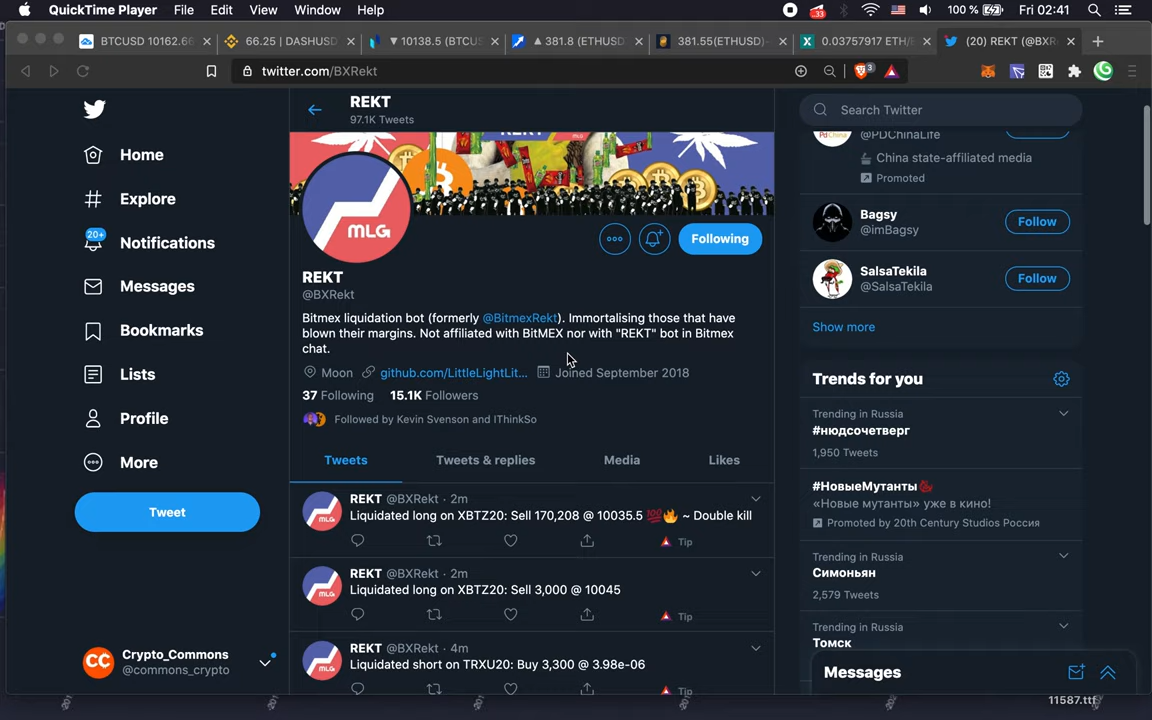 QuickTime Player File Edit View Window Help
33
100 %
Fri 02:41
BTCUSD 10162.66
66.25 | DASHUSD
▼ 10138.5 (BTCUS
▲ 381.8 (ETHUSD
381.55(ETHUSD)
0.03757917 ETH/
(20) REKT (@BXR
twitter.com/BXRekt
3
REKT
97.1K Tweets
Home
Explore
20+
Notifications
Messages
Bookmarks
Lists
Profile
More
Tweet
Crypto_Commons
@commons_crypto
REKT
MLG
Following
REKT
@BXRekt
Bitmex liquidation bot (formerly @BitmexRekt). Immortalising those that have
blown their margins. Not affiliated with BitMEX nor with "REKT" bot in Bitmex
chat.
Moon github.com/LittleLightLit... Joined September 2018
37 Following 15.1K Followers
Followed by Kevin Svenson and IThinkSo
Tweets Tweets & replies Media Likes
MLG
REKT @BXRekt · 2m
Liquidated long on XBTZ20: Sell 170,208 @ 10035.5 💯🔥 ~ Double kill
Tip
MLG
REKT @BXRekt · 2m
Liquidated long on XBTZ20: Sell 3,000 @ 10045
Tip
MLG
REKT @BXRekt · 4m
Liquidated short on TRXU20: Buy 3,300 @ 3.98e-06
Tip
Search Twitter
@PDChinaLife
China state-affiliated media
Promoted
Bagsy
@imBagsy
Follow
SalsaTekila
@SalsaTekila
Follow
Show more
Trends for you
Trending in Russia
#нюдсочетверг
1,950 Tweets
#НовыеМутанты
«Новые мутанты» уже в кино!
Promoted by 20th Century Studios Россия
Trending in Russia
Симоньян
2,579 Tweets
Trending in Russia
Томск
Messages
11587.ttf